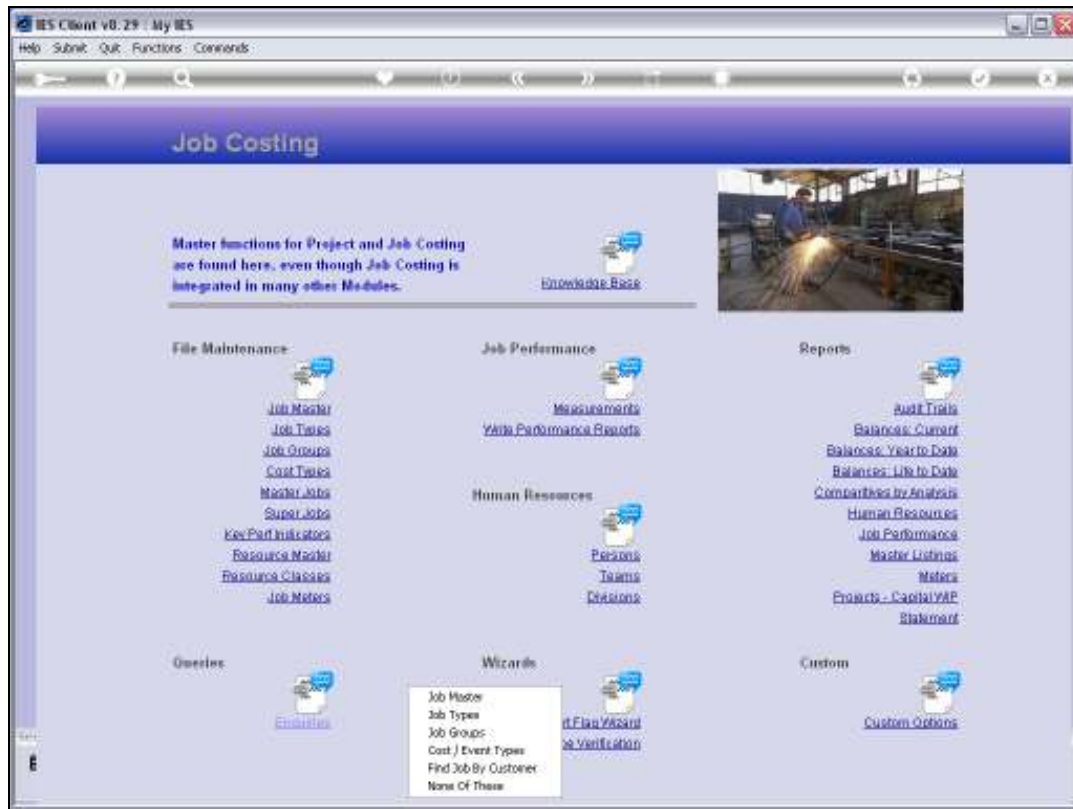 IES Client v8.29 : My IES
Help Submit Quit Functions Commands
Job Costing
Master functions for Project and Job Costing
are found here, even though Job Costing is
integrated in many other Modules.
Knowledge Base
File Maintenance
Job Master
Job Types
Job Groups
Cost Types
Master Jobs
Super Jobs
Key Perf Indicators
Resource Master
Resource Classes
Job Meters
Job Performance
Measurements
Write Performance Reports
Human Resources
Persons
Teams
Divisions
Reports
Audit Trails
Balances: Current
Balances: Year to Date
Balances: Life to Date
Comparitives by Analysis
Human Resources
Job Performance
Master Listings
Meters
Projects - Capital WIP
Statement
Queries
Enquiries
Wizards
Flag Wizard
Verification
Job Master
Job Types
Job Groups
Cost / Event Types
Find Job By Customer
None Of These
Custom
Custom Options